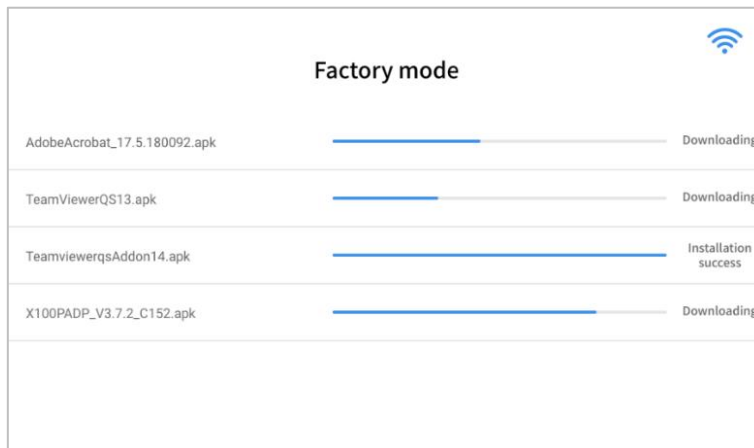 Factory mode
AdobeAcrobat_17.5.180092.apk Downloading
TeamViewerQS13.apk Downloading
TeamviewerqsAddon14.apk Installation
success
X100PADP_V3.7.2_C152.apk Downloading